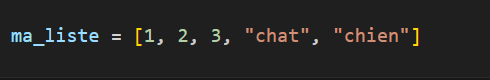 ma_liste = [1, 2, 3, "chat", "chien"]